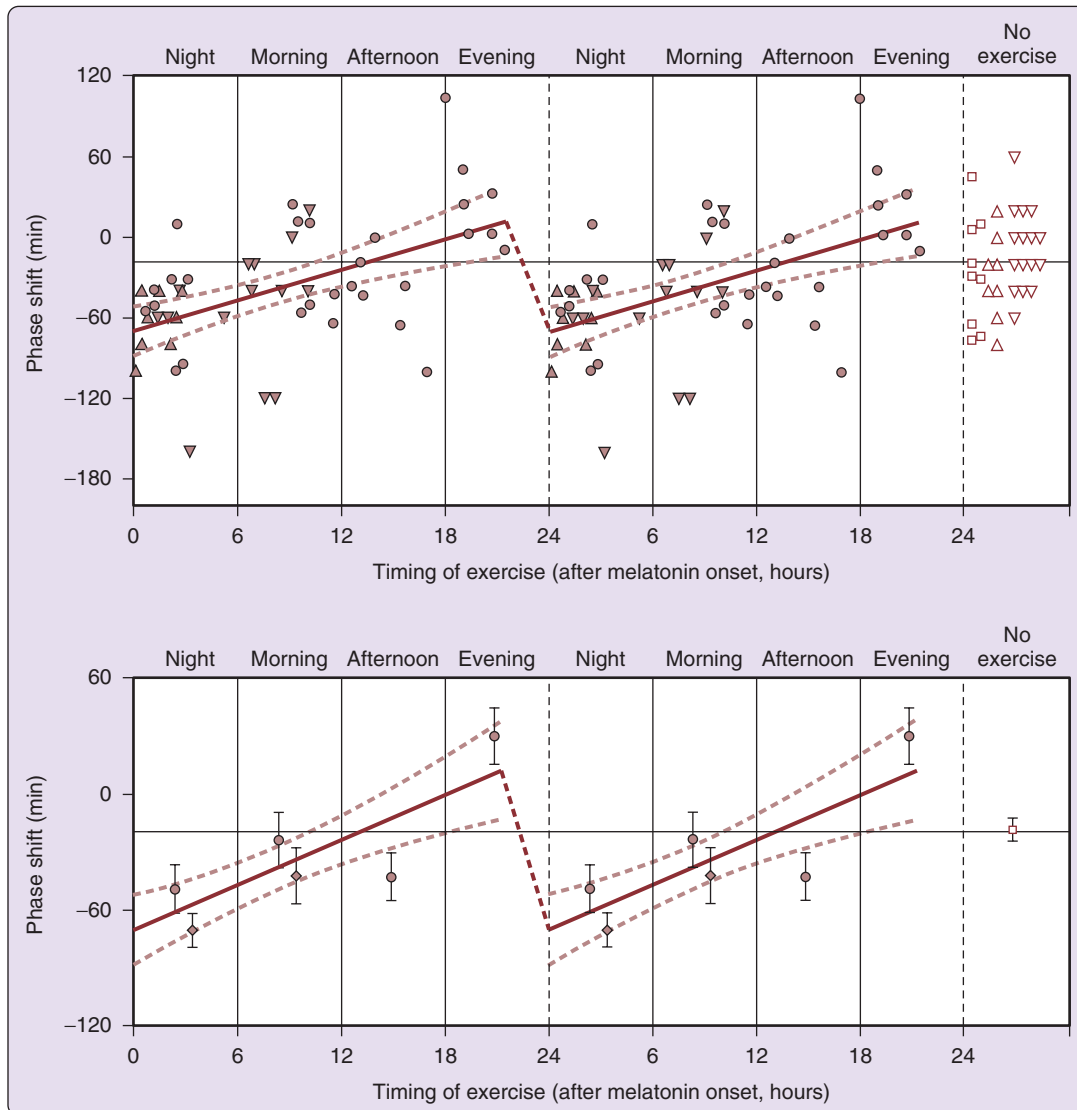 No
Night Morning Afternoon Evening Night Morning Afternoon Evening exercise
120
60
0
−60
−120
−180
Phase shift (min)
0 6 12 18 24 6 12 18 24
Timing of exercise (after melatonin onset, hours)
No
Night Morning Afternoon Evening Night Morning Afternoon Evening exercise
60
0
−60
−120
Phase shift (min)
0 6 12 18 24 6 12 18 24
Timing of exercise (after melatonin onset, hours)